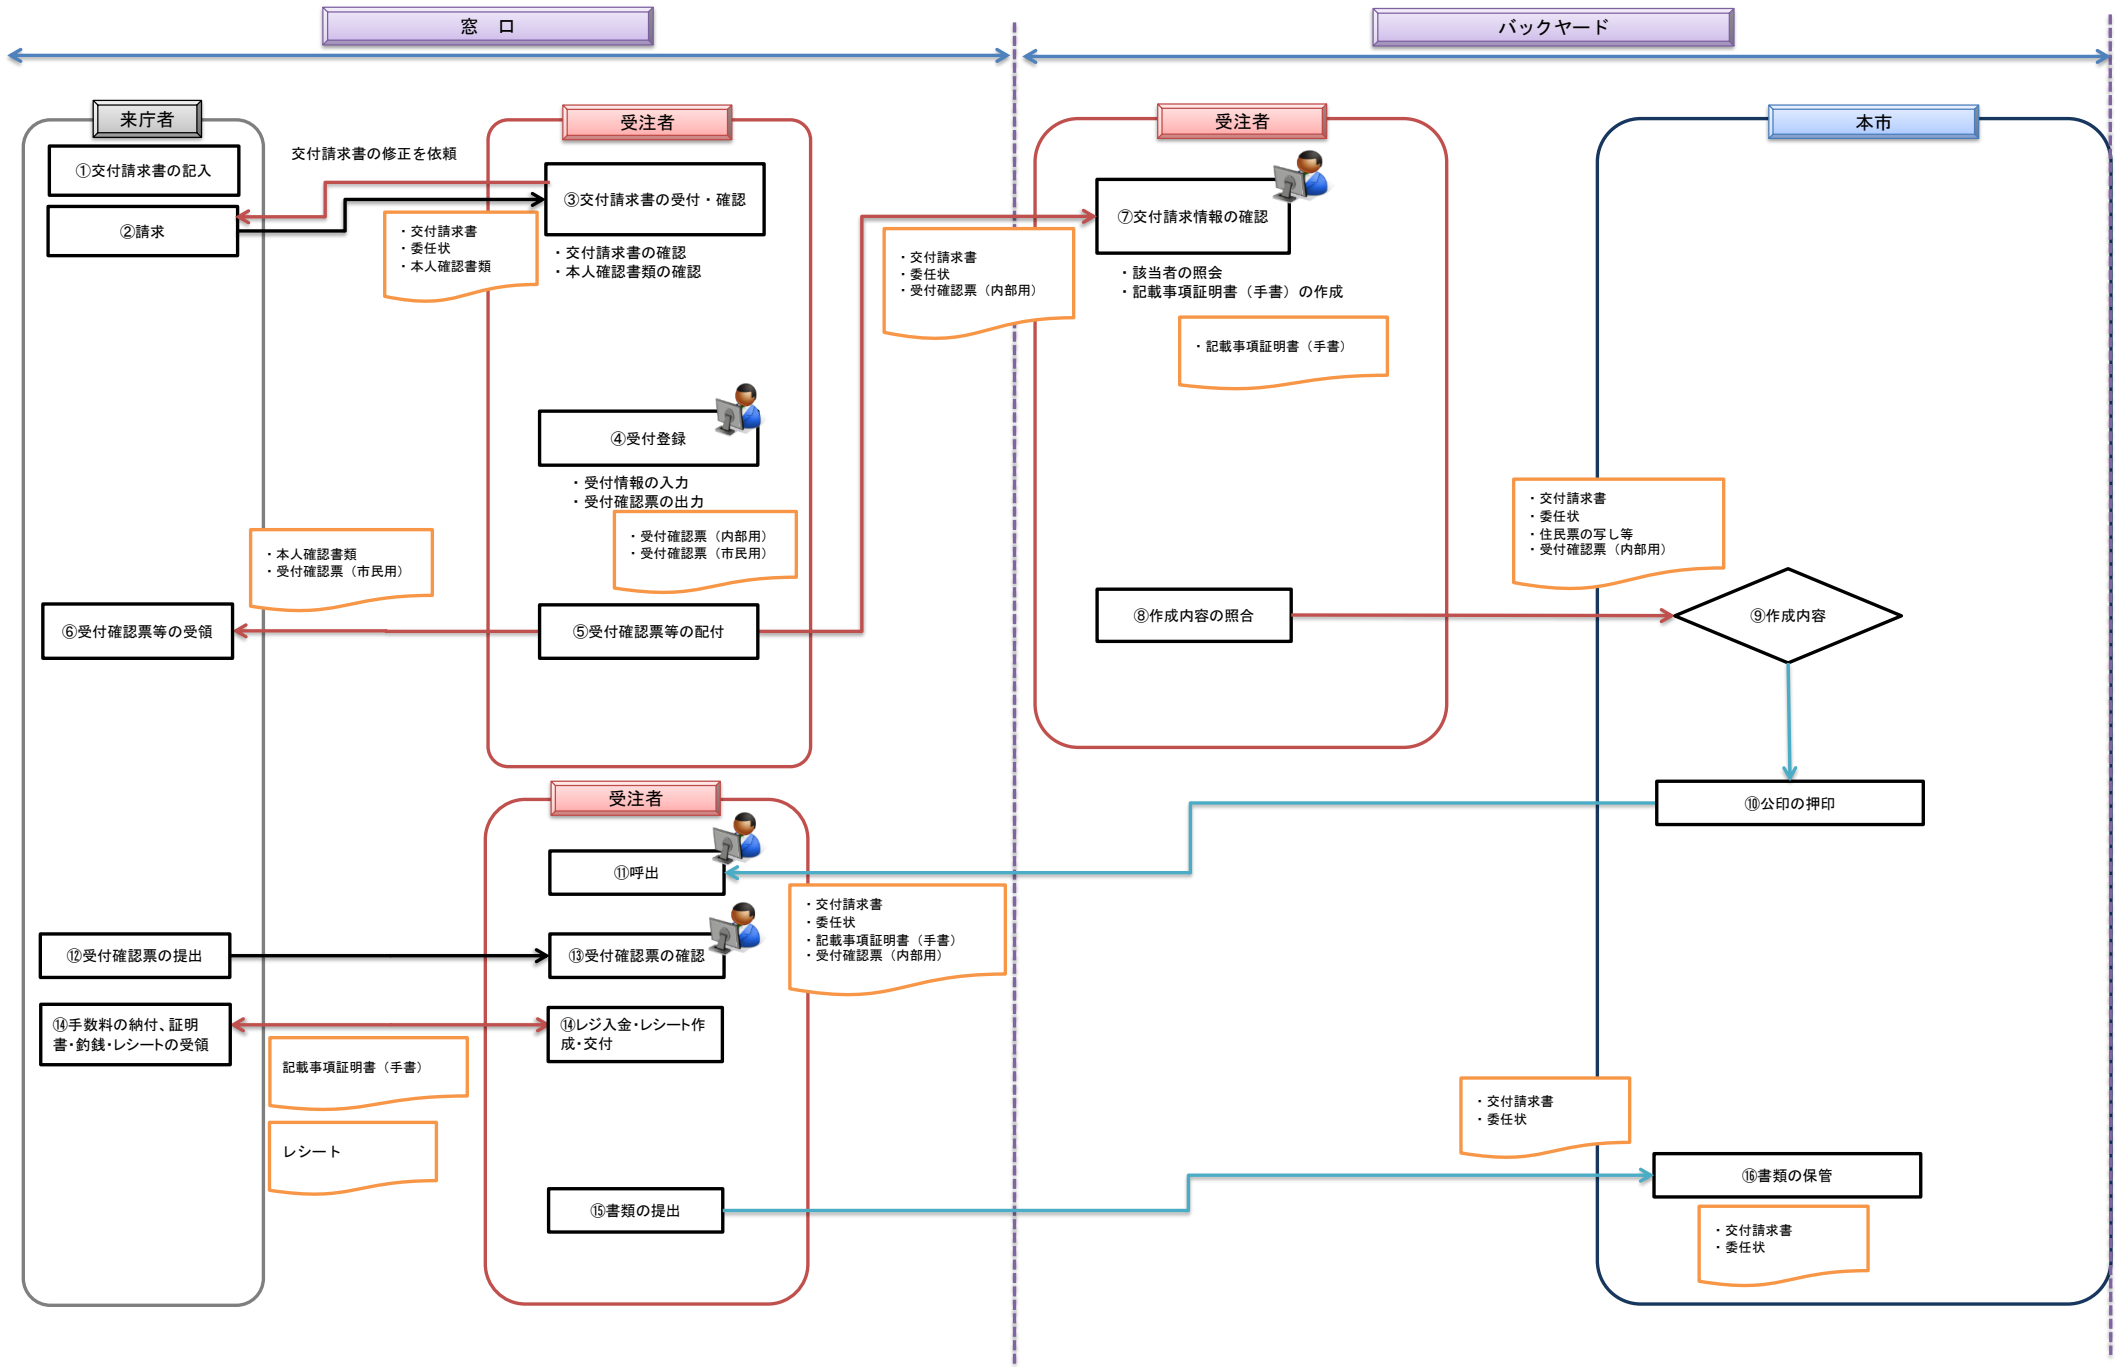 窓　口
バックヤード
来庁者
受注者
受注者
本市
①交付請求書の記入
交付請求書の修正を依頼
②請求
③交付請求書の受付・確認
・交付請求書
・委任状
・本人確認書類
・交付請求書の確認
・本人確認書類の確認
・交付請求書
・委任状
・受付確認票（内部用）
⑦交付請求情報の確認
・該当者の照会
・記載事項証明書（手書）の作成
・記載事項証明書（手書）
④受付登録
・受付情報の入力
・受付確認票の出力
・受付確認票（内部用）
・受付確認票（市民用）
・本人確認書類
・受付確認票（市民用）
⑥受付確認票等の受領
⑤受付確認票等の配付
⑧作成内容の照合
・交付請求書
・委任状
・住民票の写し等
・受付確認票（内部用）
⑨作成内容
⑩公印の押印
受注者
⑪呼出
・交付請求書
・委任状
・記載事項証明書（手書）
・受付確認票（内部用）
⑫受付確認票の提出
⑬受付確認票の確認
⑭手数料の納付、証明
書・釣銭・レシートの受領
⑭レジ入金・レシート作
成・交付
記載事項証明書（手書）
レシート
⑮書類の提出
・交付請求書
・委任状
⑯書類の保管
・交付請求書
・委任状